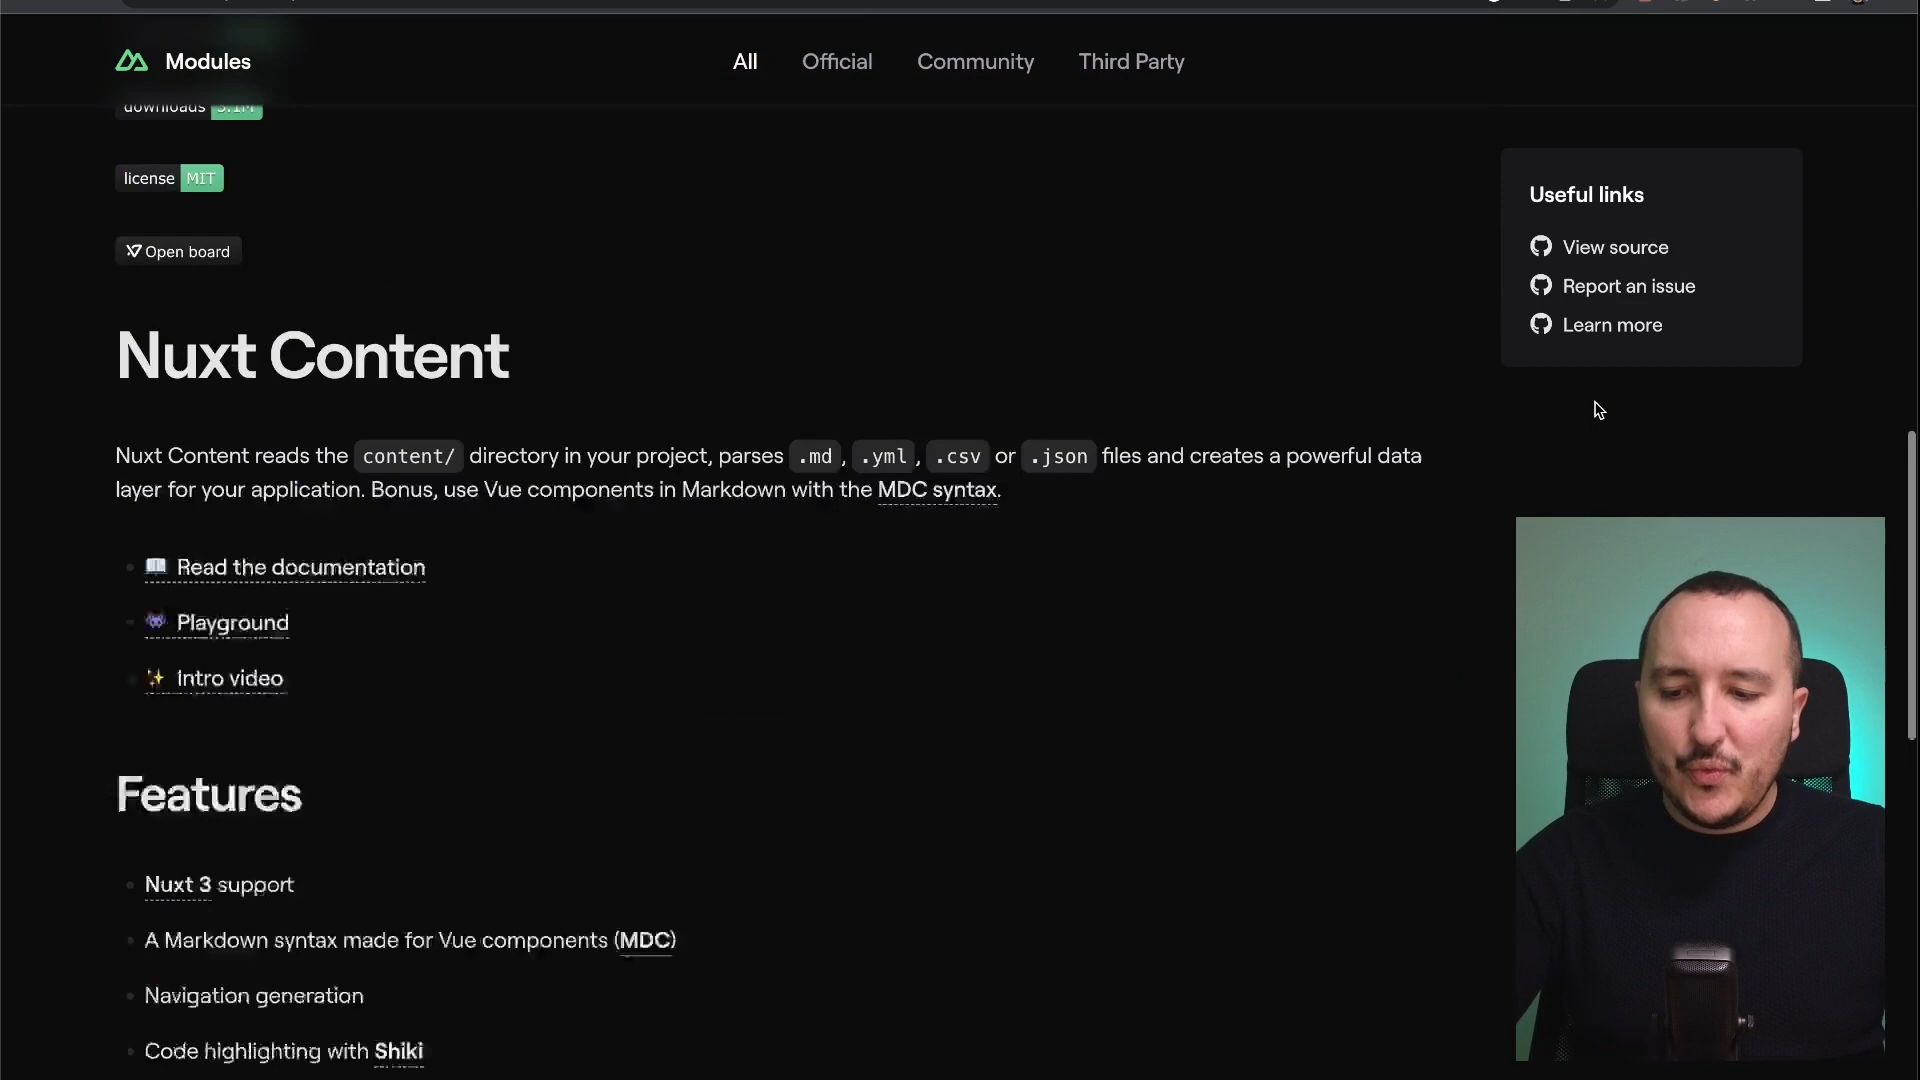 Modules
All Official Community Third Party
downloads 3.1M
license MIT
Open board
Useful links
View source
Report an issue
Learn more
Nuxt Content
Nuxt Content reads the content/ directory in your project, parses .md, .yml, .csv or .json files and creates a powerful data
layer for your application. Bonus, use Vue components in Markdown with the MDC syntax.
Read the documentation
Playground
Intro video
Features
Nuxt 3 support
A Markdown syntax made for Vue components (MDC)
Navigation generation
Code highlighting with Shiki